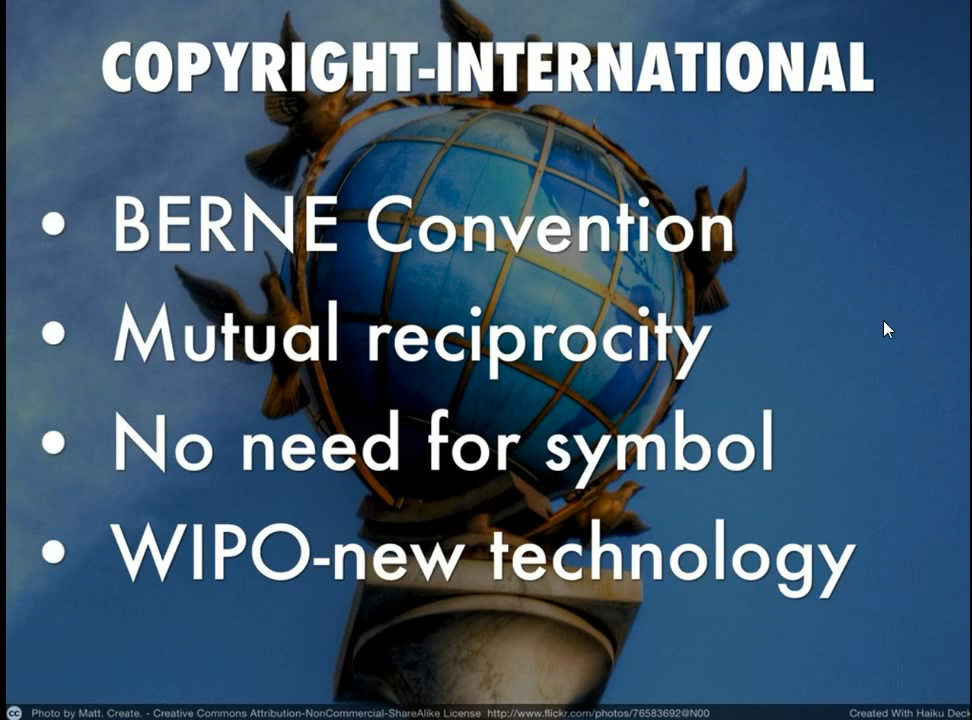 COPYRIGHT-INTERNATIONAL
• BERNE Convention
• Mutual reciprocity
• No need for symbol
• WIPO-new technology
cc Photo by Matt. Create. - Creative Commons Attribution-NonCommercial-ShareAlike License http://www.flickr.com/photos/76583692@N00 Created With Haiku Deck